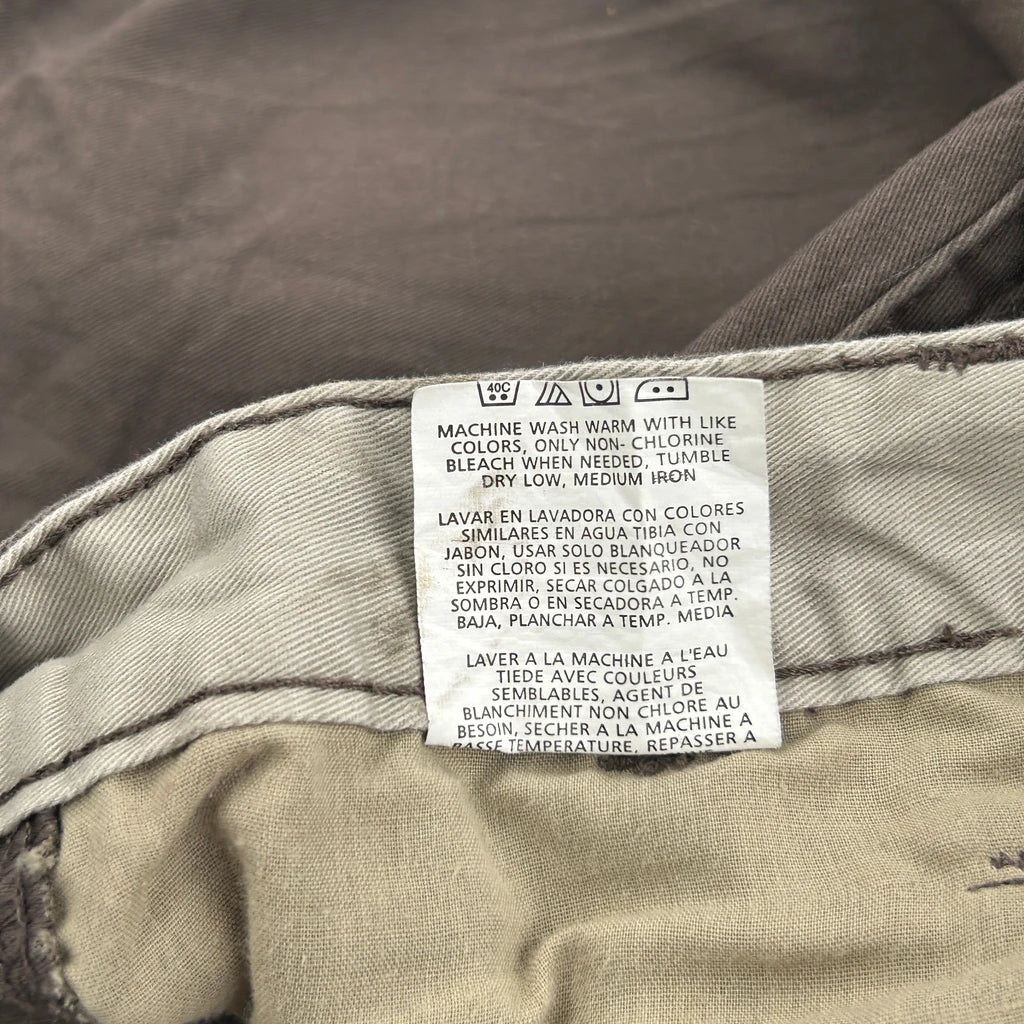 40C
MACHINE WASH WARM WITH LIKE
COLORS, ONLY NON- CHLORINE
BLEACH WHEN NEEDED, TUMBLE
DRY LOW, MEDIUM IRON
LAVAR EN LAVADORA CON COLORES
SIMILARES EN AGUA TIBIA CON
JABON, USAR SOLO BLANQUEADOR
SIN CLORO SI ES NECESARIO, NO
EXPRIMIR, SECAR COLGADO A LA
SOMBRA O EN SECADORA A TEMP.
BAJA, PLANCHAR A TEMP. MEDIA
LAVER A LA MACHINE A L'EAU
TIEDE AVEC COULEURS
SEMBLABLES, AGENT DE
BLANCHIMENT NON CHLORE AU
BESOIN, SECHER A LA MACHINE A
BASSE TEMPERATURE, REPASSER A